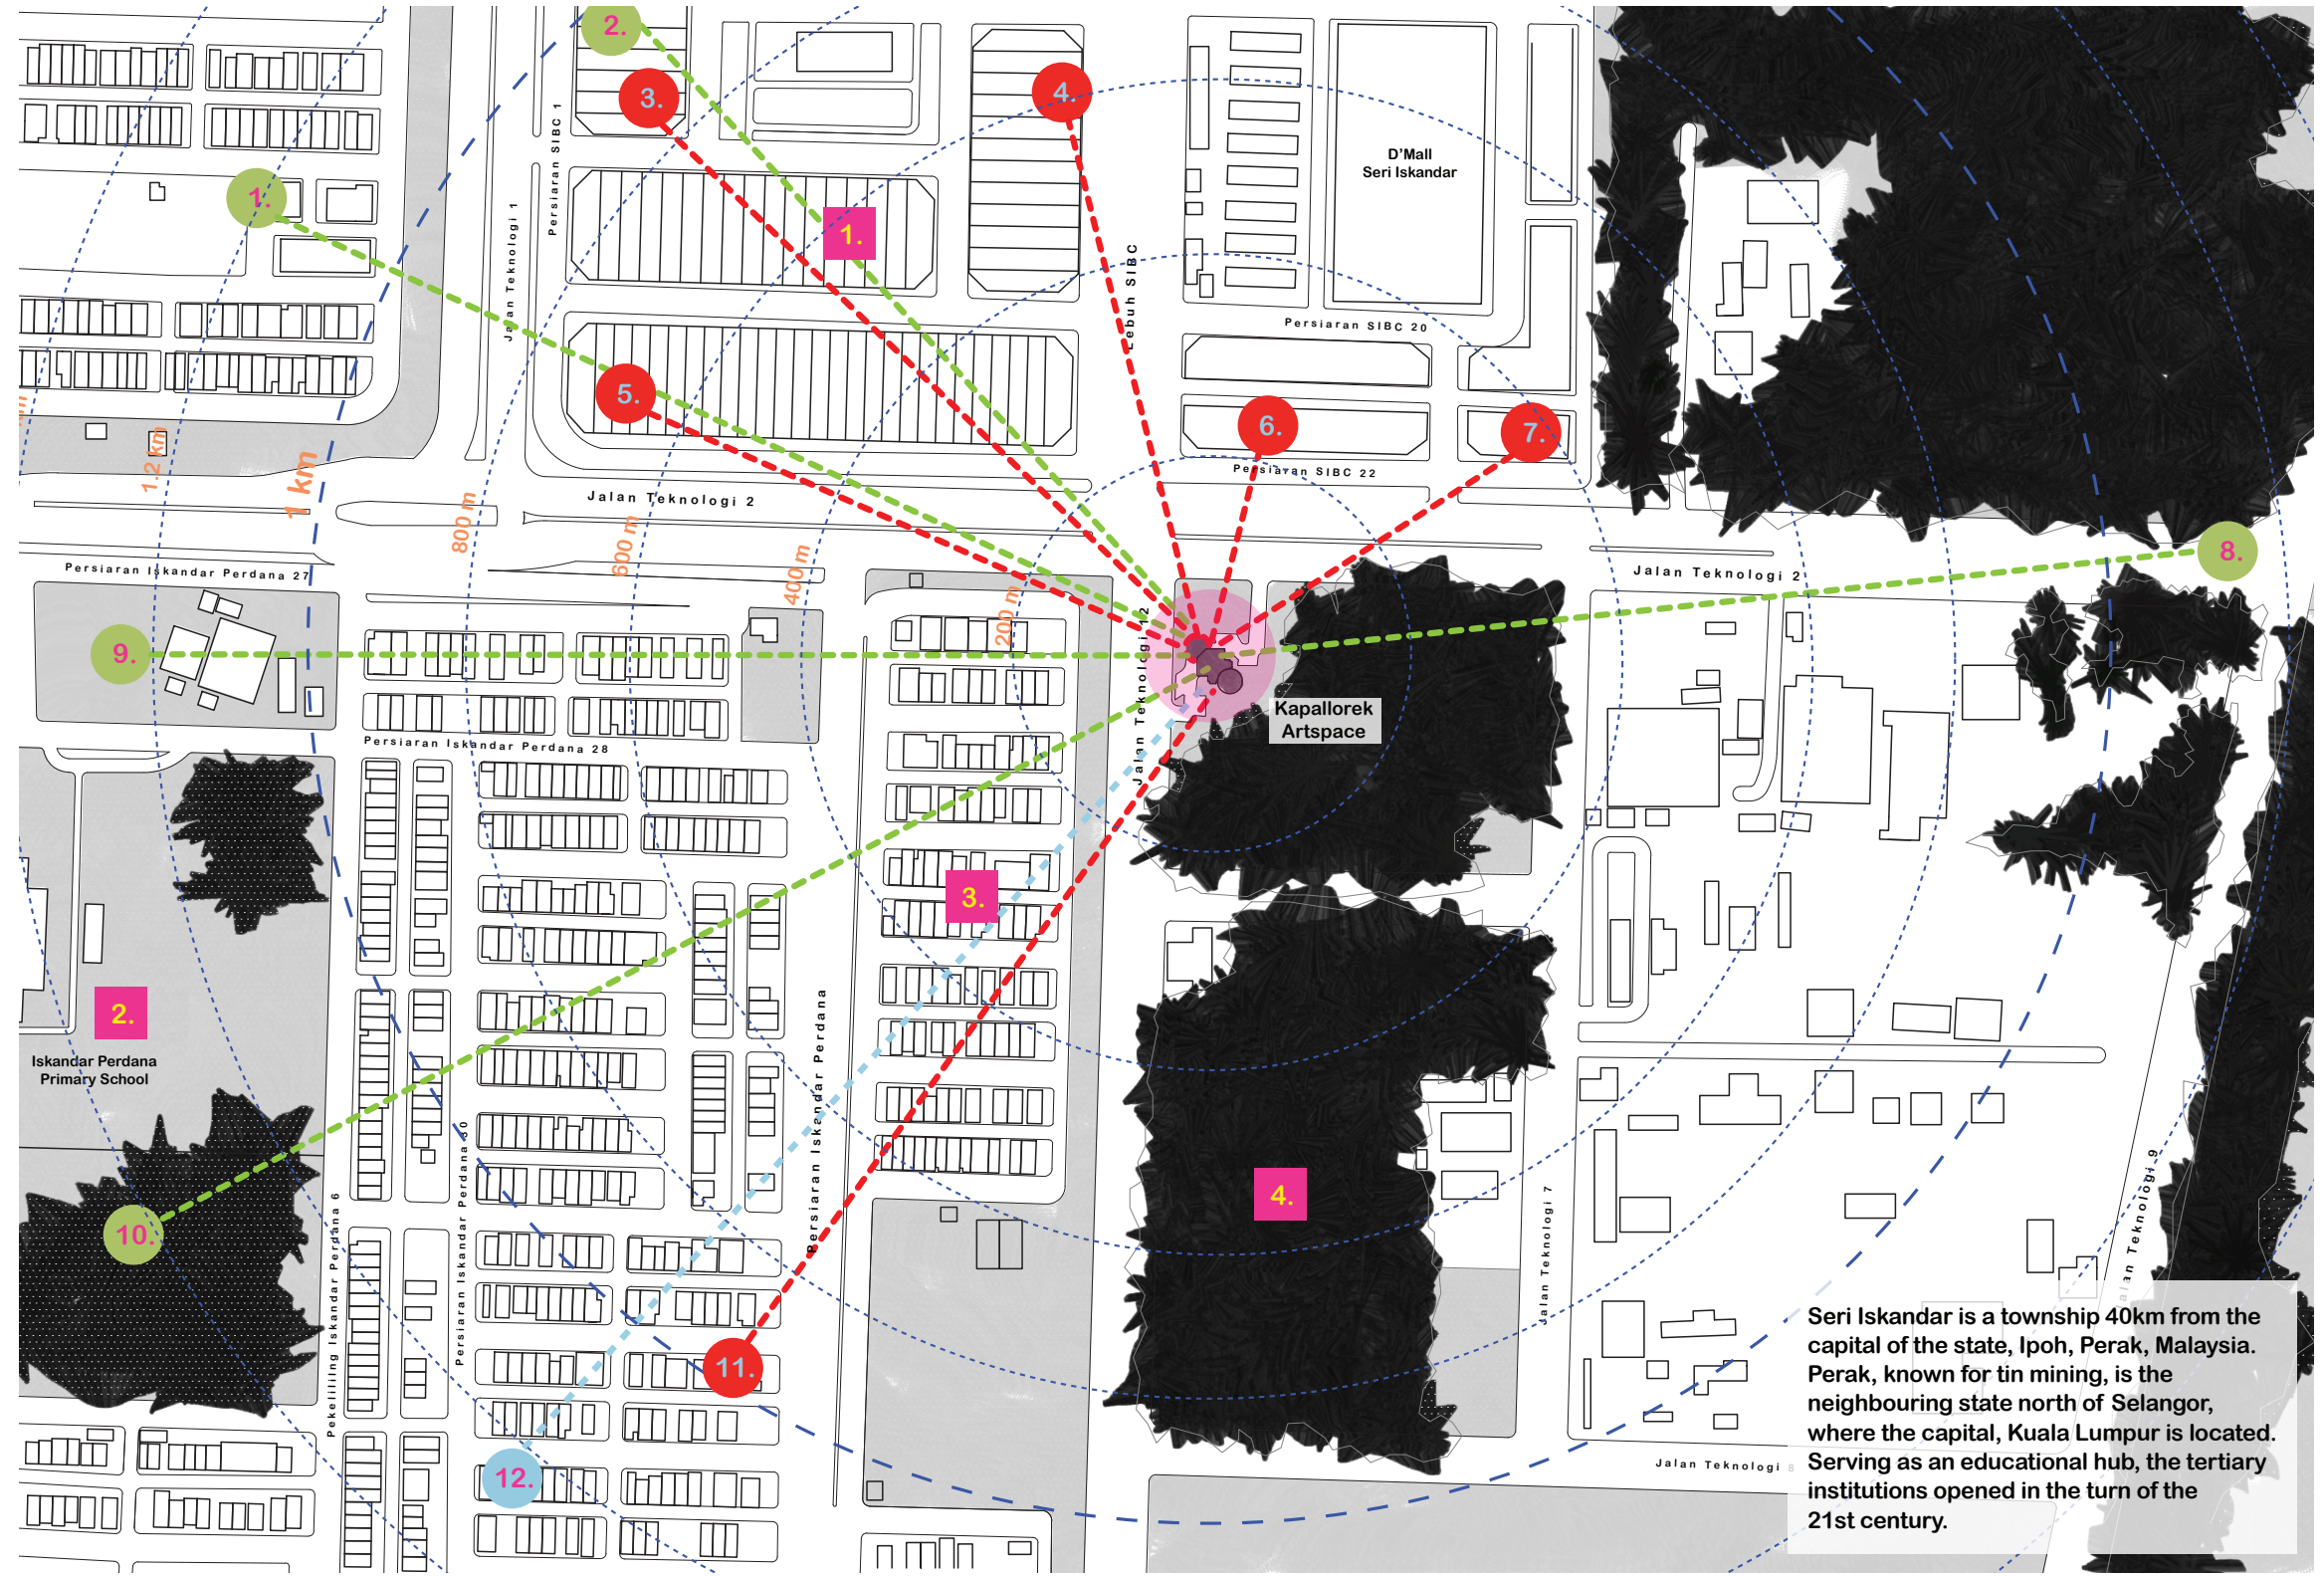 2.
3.
4.
D'Mall
Seri Iskandar
1.
1.
Persiaran SIBC 1
Jalan Teknologi 1
Lebuh SIBC
Persiaran SIBC 20
5.
6.
7.
Persiaran SIBC 22
1.2 km
1 km
800 m
600 m
400 m
200 m
Jalan Teknologi 2
8.
Persiaran Iskandar Perdana 27
Jalan Teknologi 2
9.
Jalan Teknologi 12
Kapallorek
Artspace
Persiaran Iskandar Perdana 28
3.
2.
Iskandar Perdana
Primary School
Persiaran Iskandar Perdana
Persiaran Iskandar Perdana 30
Pekeliling Iskandar Perdana 6
4.
10.
Jalan Teknologi 7
Jalan Teknologi 9
11.
12.
Jalan Teknologi 8
Seri Iskandar is a township 40km from the
capital of the state, Ipoh, Perak, Malaysia.
Perak, known for tin mining, is the
neighbouring state north of Selangor,
where the capital, Kuala Lumpur is located.
Serving as an educational hub, the tertiary
institutions opened in the turn of the
21st century.